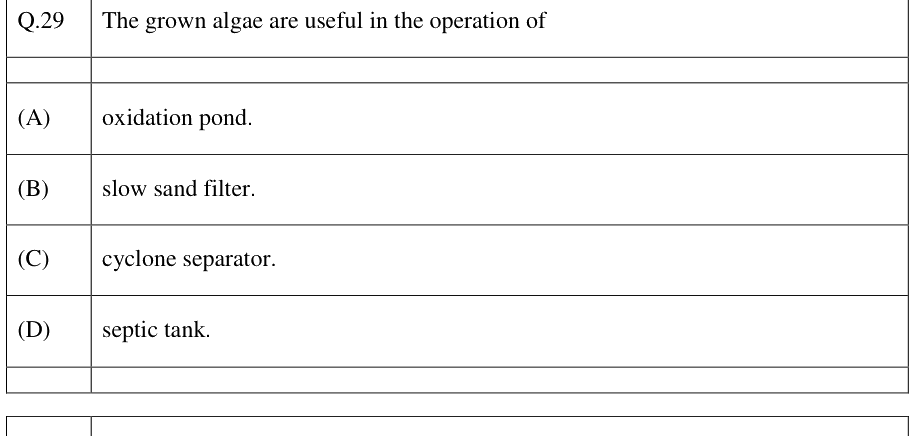 Q.29 The grown algae are useful in the operation of
(A) oxidation pond.
(B) slow sand filter.
(C) cyclone separator.
(D) septic tank.